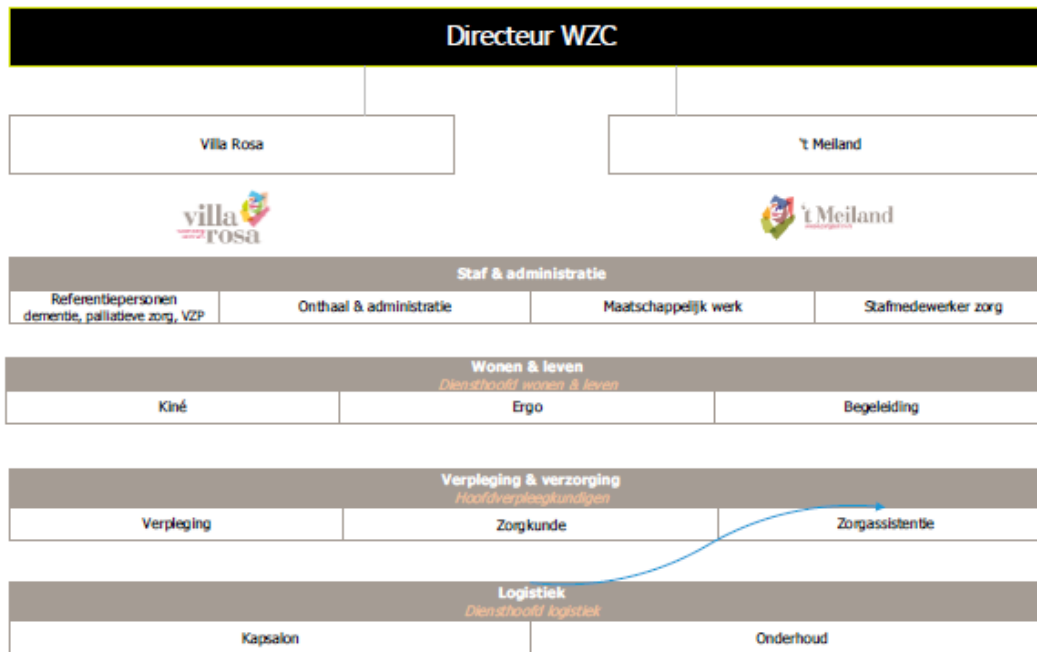 Directeur WZC
Villa Rosa
't Meiland
villa
rosa
't Meiland
Staf & administratie
Referentiepersonen
dementie, palliatieve zorg, VZP
Onthaal & administratie
Maatschappelijk werk
Stafmedewerker zorg
Wonen & leven
Diensthoofd wonen & leven
Kiné
Ergo
Begeleiding
Verpleging & verzorging
Hoofdverpleegkundigen
Verpleging
Zorgkunde
Zorgassistentie
Logistiek
Diensthoofd logistiek
Kapsalon
Onderhoud